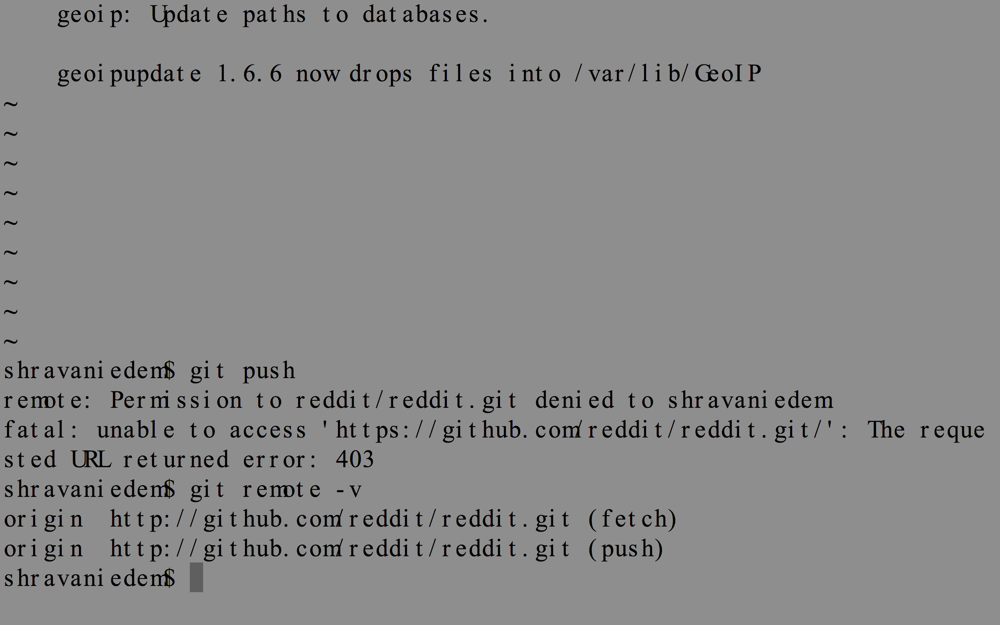 geoip: Update paths to databases.
geoipupdate 1.6.6 now drops files into /var/lib/GeoIP
~
~
~
~
~
~
~
~
~
shravaniedem$ git push
remote: Permission to reddit/reddit.git denied to shravaniedem
fatal: unable to access 'https://github.com/reddit/reddit.git/': The reque
sted URL returned error: 403
shravaniedem$ git remote -v
origin  http://github.com/reddit/reddit.git (fetch)
origin  http://github.com/reddit/reddit.git (push)
shravaniedem$